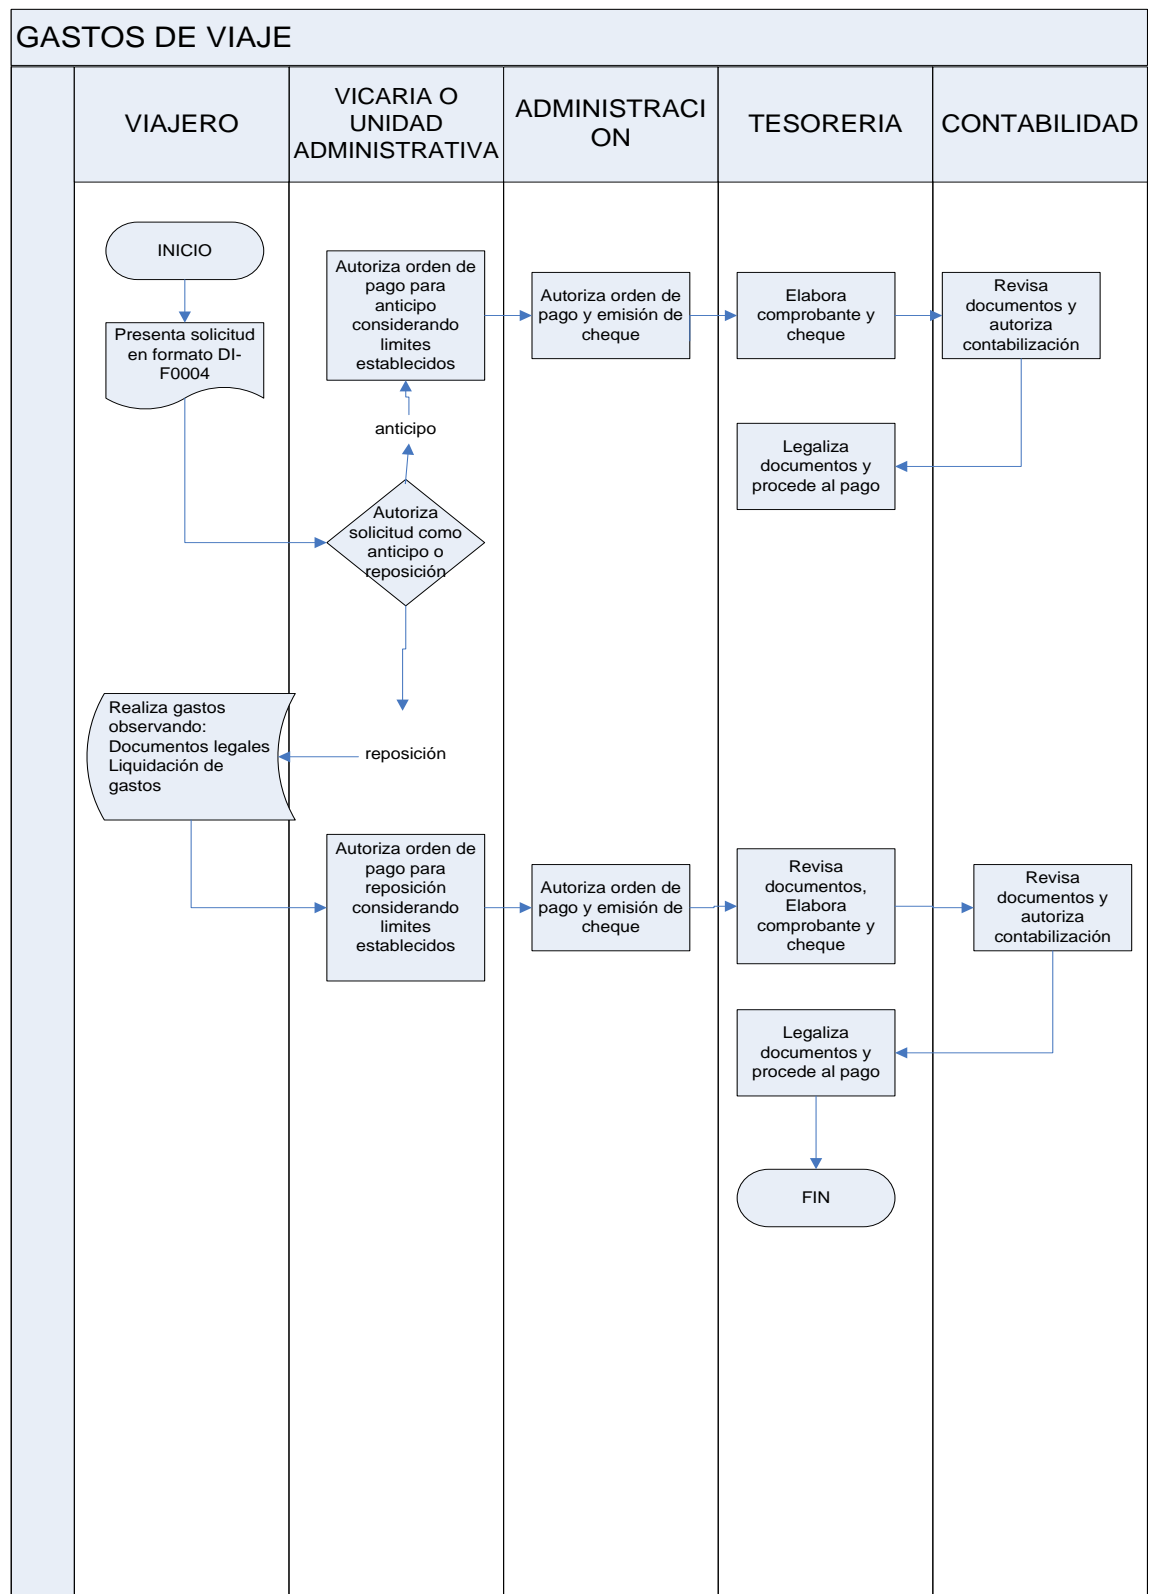 GASTOS DE VIAJE
VIAJERO
VICARIA O
UNIDAD
ADMINISTRATIVA
ADMINISTRACI
ON
TESORERIA
CONTABILIDAD
INICIO
Presenta solicitud
en formato DI-
F0004
Autoriza orden de
pago para
anticipo
considerando
limites
establecidos
Autoriza orden de
pago y emisión de
cheque
Elabora
comprobante y
cheque
Revisa
documentos y
autoriza
contabilización
anticipo
Legaliza
documentos y
procede al pago
Autoriza
solicitud como
anticipo o
reposición
Realiza gastos
observando:
Documentos legales
Liquidación de
gastos
reposición
Autoriza orden de
pago para
reposición
considerando
limites
establecidos
Autoriza orden de
pago y emisión de
cheque
Revisa
documentos,
Elabora
comprobante y
cheque
Revisa
documentos y
autoriza
contabilización
Legaliza
documentos y
procede al pago
FIN